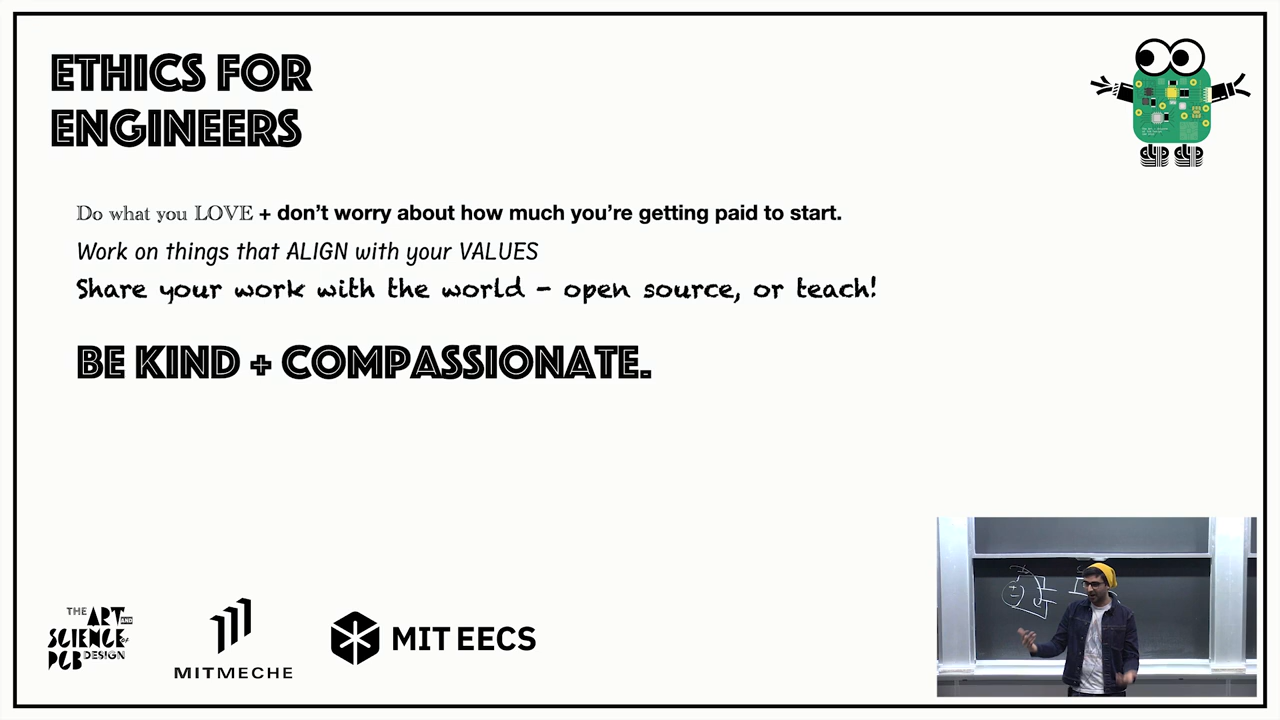 ETHICS FOR
ENGINEERS
Do what you LOVE + don’t worry about how much you’re getting paid to start.
Work on things that ALIGN with your VALUES
Share your work with the world – open source, or teach!
BE KIND + COMPASSIONATE.
THE ART AND
SCIENCE of
PCB DESIGN
MITMECHE
MIT EECS